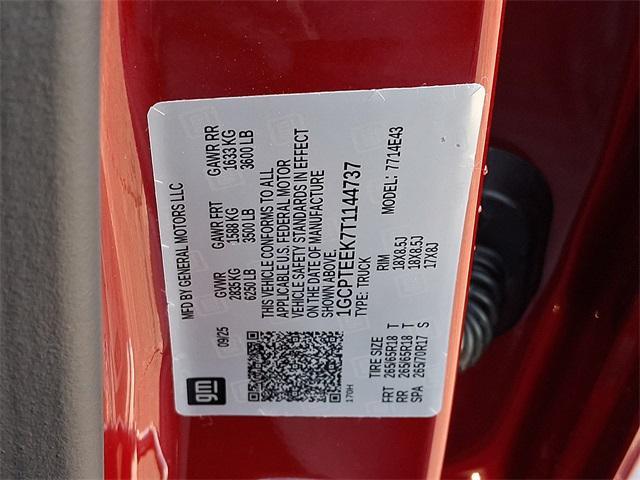 gm
MFD BY GENERAL MOTORS LLC
09/25
GVWR GAWR FRT GAWR RR
2835KG 1588 KG 1633 KG
6250 LB 3500 LB 3600 LB
THIS VEHICLE CONFORMS TO ALL
APPLICABLE U.S. FEDERAL MOTOR
VEHICLE SAFETY STANDARDS IN EFFECT
ON THE DATE OF MANUFACTURE
SHOWN ABOVE.
1GCPTEEK7T1144737
TYPE: TRUCK MODEL: 7714E43
170H
TIRE SIZE RIM
FRT 265/65R18 T 18X8.5J
RR 265/65R18 T 18X8.5J
SPA 265/70R17 S 17X8J